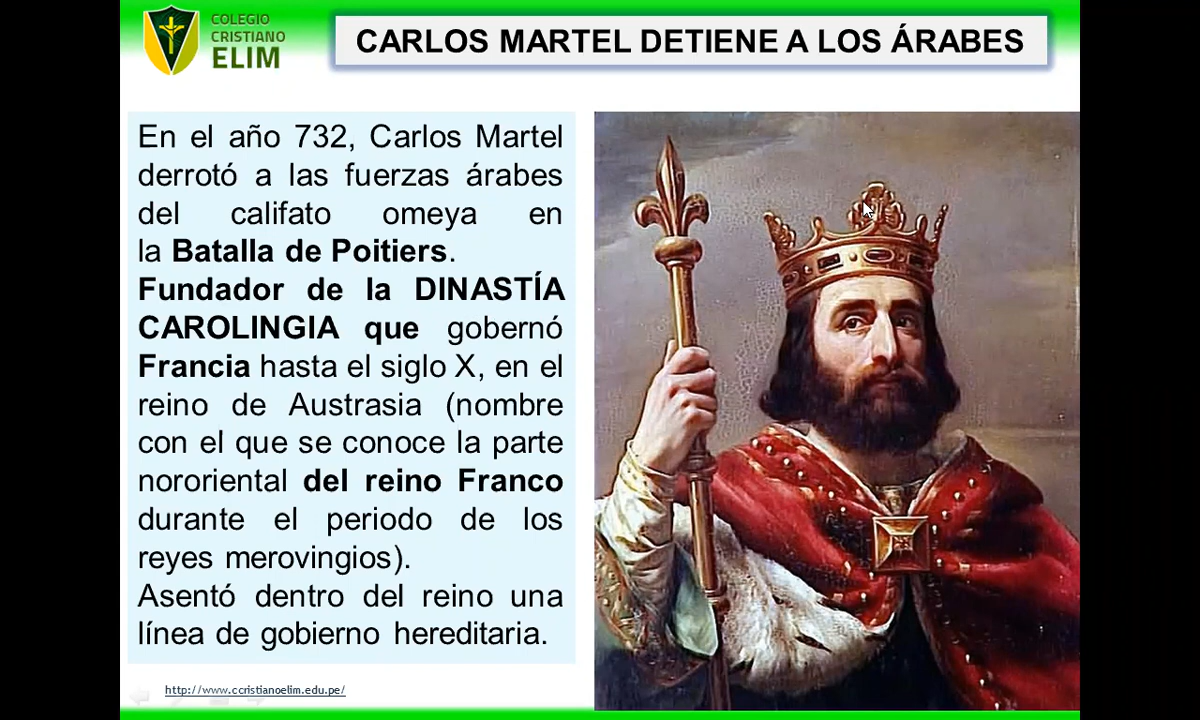 COLEGIO
CRISTIANO
ELIM
CARLOS MARTEL DETIENE A LOS ÁRABES
En el año 732, Carlos Martel
derrotó a las fuerzas árabes
del califato omeya en
la Batalla de Poitiers.
Fundador de la DINASTÍA
CAROLINGIA que gobernó
Francia hasta el siglo X, en el
reino de Austrasia (nombre
con el que se conoce la parte
nororiental del reino Franco
durante el periodo de los
reyes merovingios).
Asentó dentro del reino una
línea de gobierno hereditaria.
http://www.ccristianoelim.edu.pe/